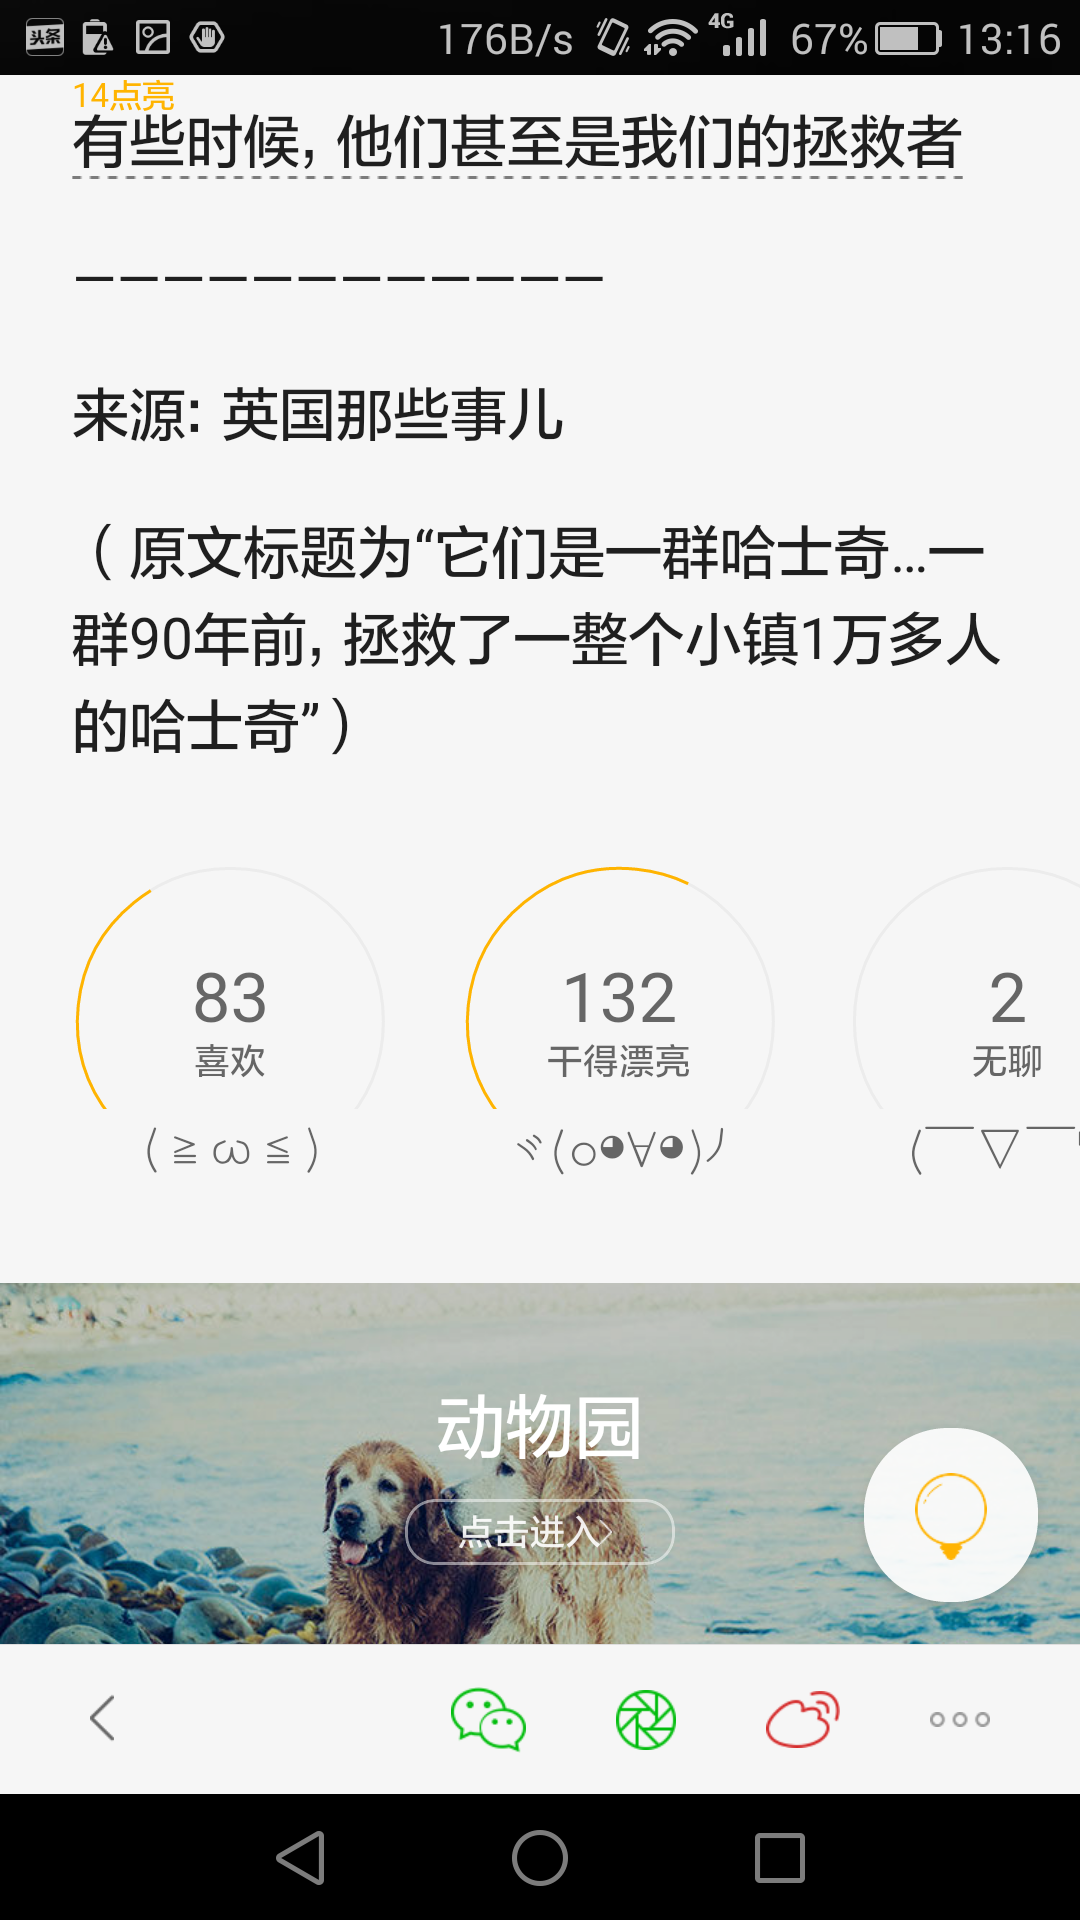 头条 176B/s 4G 67% 13:16
14点亮
有些时候, 他们甚至是我们的拯救者
————————————
来源: 英国那些事儿
（原文标题为“它们是一群哈士奇...一
群90年前, 拯救了一整个小镇1万多人
的哈士奇”）
83 132 2
喜欢 干得漂亮 无聊
( ≧ ω ≦ ) ヾ(o◕∀◕)ﾉ (￣▽￣
动物园
点击进入>